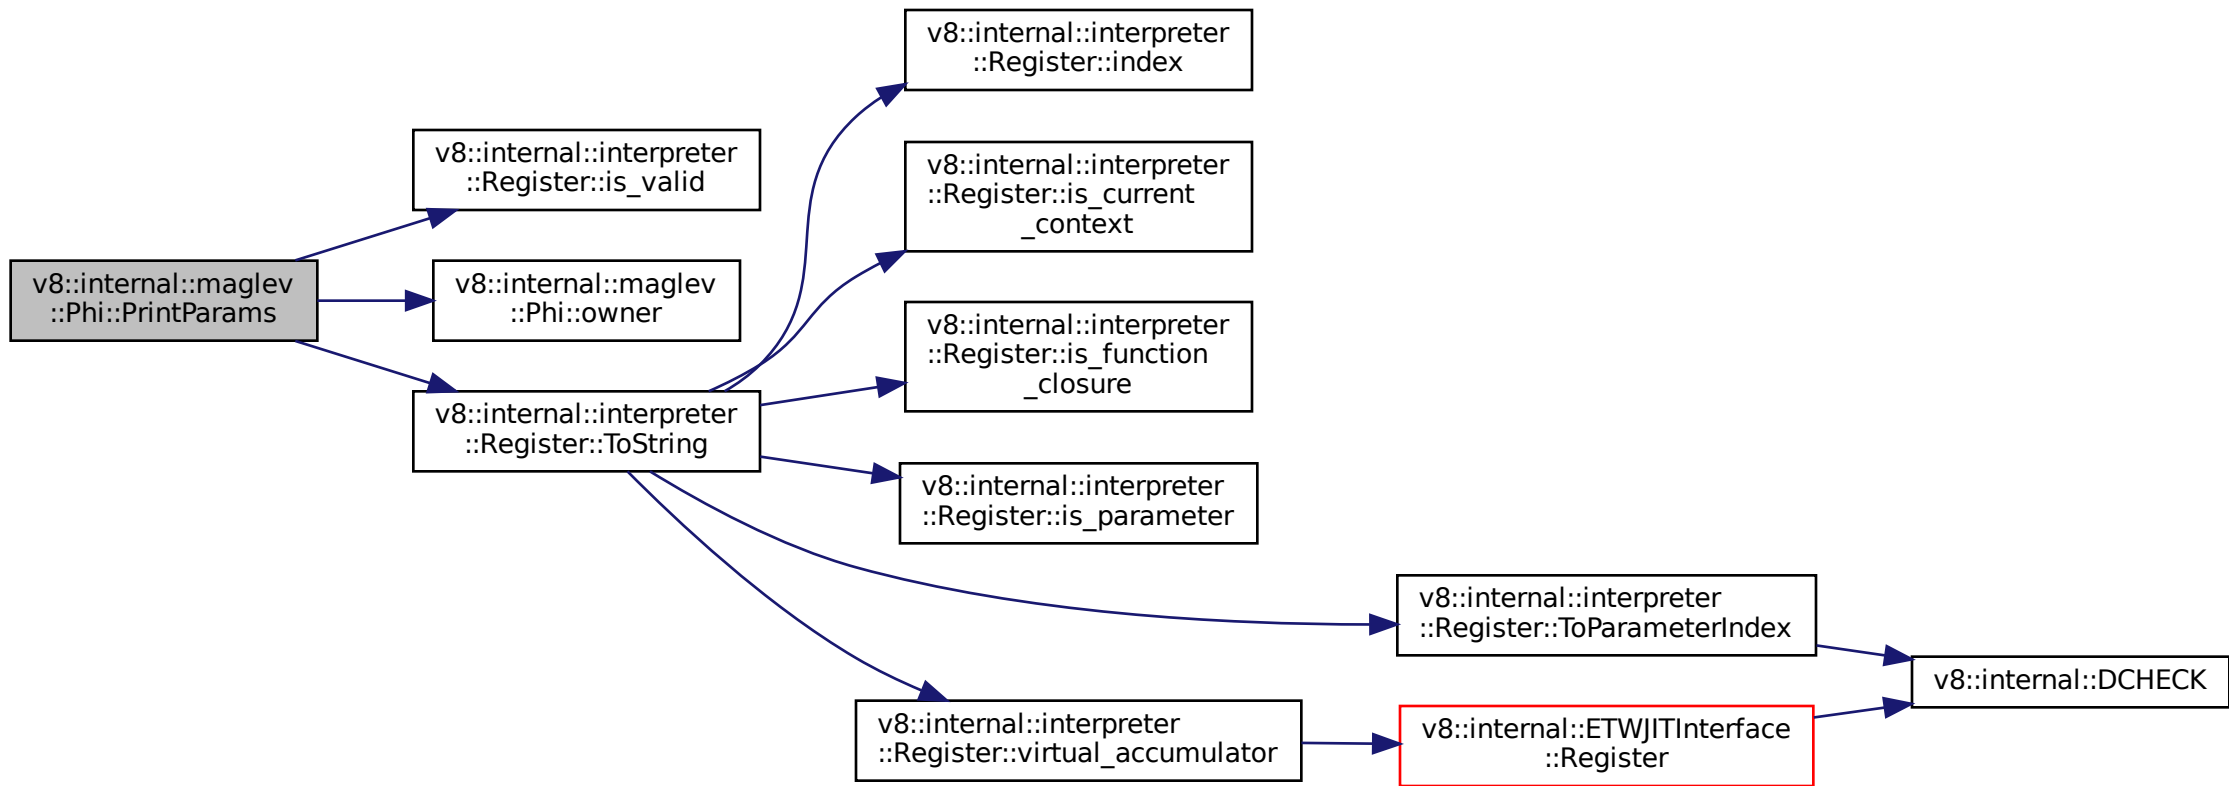 v8::internal::interpreter
::Register::index
v8::internal::interpreter
::Register::is_valid
v8::internal::interpreter
::Register::is_current
_context
v8::internal::maglev
::Phi::PrintParams
v8::internal::maglev
::Phi::owner
v8::internal::interpreter
::Register::is_function
_closure
v8::internal::interpreter
::Register::ToString
v8::internal::interpreter
::Register::is_parameter
v8::internal::interpreter
::Register::ToParameterIndex
v8::internal::DCHECK
v8::internal::interpreter
::Register::virtual_accumulator
v8::internal::ETWJITInterface
::Register